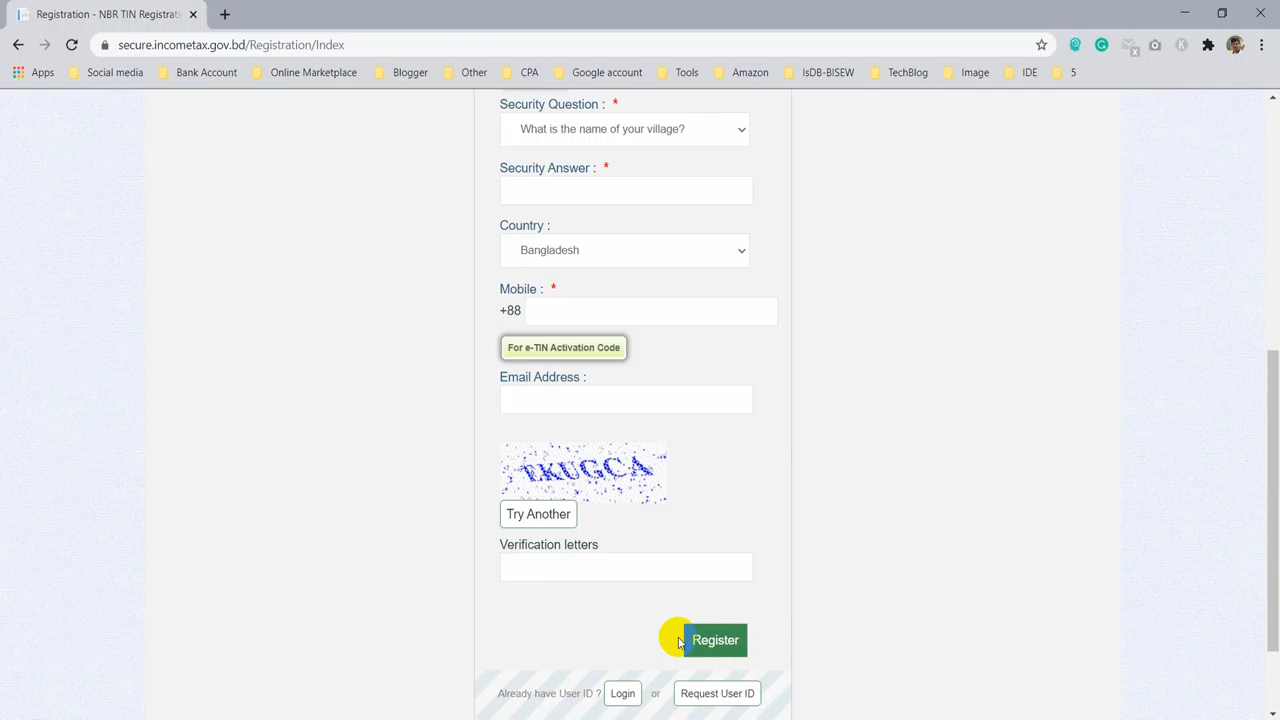 Registration - NBR TIN Registra
secure.incometax.gov.bd/Registration/Index
Apps Social media Bank Account Online Marketplace Blogger Other CPA Google account Tools Amazon IsDB-BISEW TechBlog Image IDE 5
Security Question : *
What is the name of your village?
Security Answer : *
Country :
Bangladesh
Mobile : *
+88
For e-TIN Activation Code
Email Address :
TKUGCA
Try Another
Verification letters
Register
Already have User ID ? Login or Request User ID